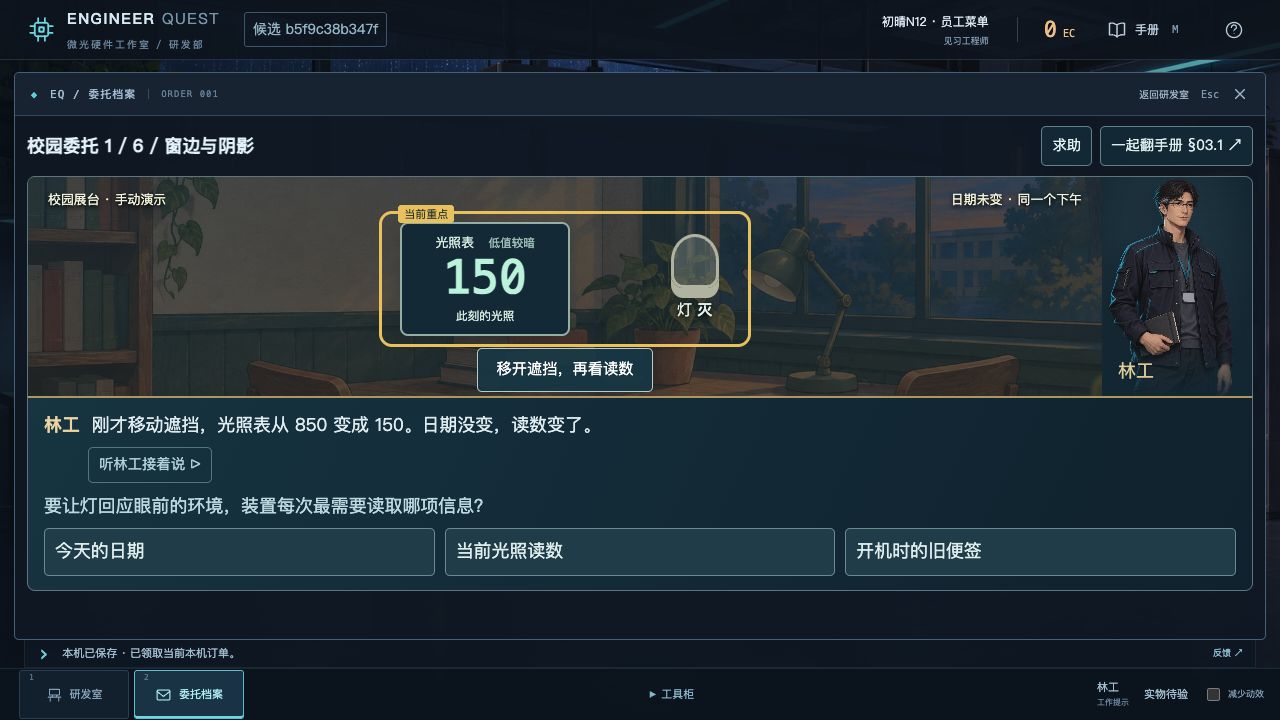 ENGINEER QUEST
微光硬件工作室 / 研发部
候选 b5f9c38b347f
初晴N12 · 员工菜单
见习工程师
0 EC
手册 M
EQ / 委托档案
ORDER 001
返回研发室 Esc
校园委托 1 / 6 / 窗边与阴影
求助
一起翻手册 §03.1 ↗
校园展台 · 手动演示
日期未变 · 同一个下午
当前重点
光照表 低值较暗
150
此刻的光照
灯 灭
移开遮挡，再看读数
林工
林工 刚才移动遮挡，光照表从 850 变成 150。日期没变，读数变了。
听林工接着说 ▷
要让灯回应眼前的环境，装置每次最需要读取哪项信息？
今天的日期
当前光照读数
开机时的旧便签
本机已保存 · 已领取当前本机订单。
反馈 ↗
1 研发室
2 委托档案
▶ 工具柜
林工
工作提示
实物待验
减少动效